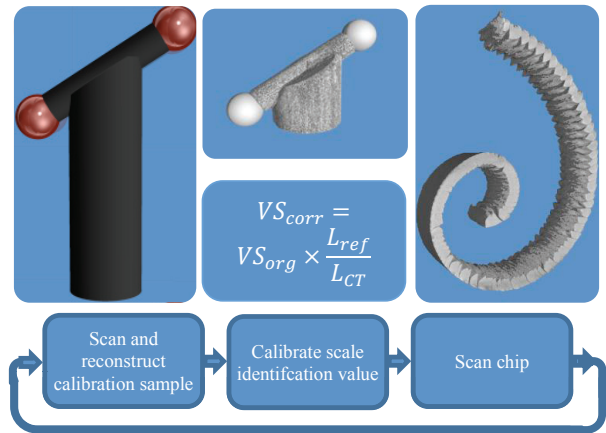 VS_corr =
VS_org × L_ref / L_CT
Scan and
reconstruct
calibration sample
Calibrate scale
identifcation value
Scan chip